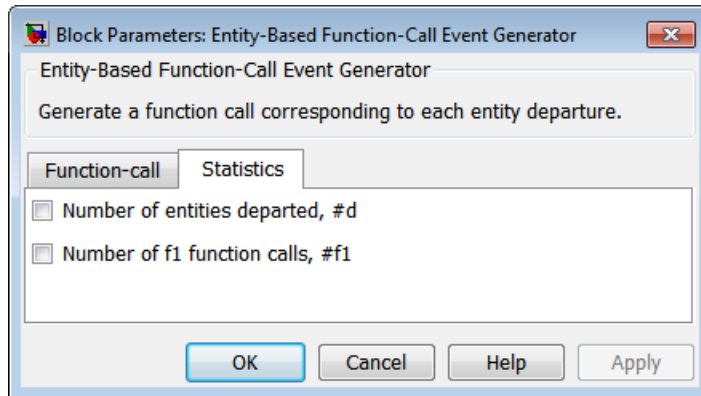 Block Parameters: Entity-Based Function-Call Event Generator
Entity-Based Function-Call Event Generator
Generate a function call corresponding to each entity departure.
Function-call Statistics
Number of entities departed, #d
Number of f1 function calls, #f1
OK Cancel Help Apply